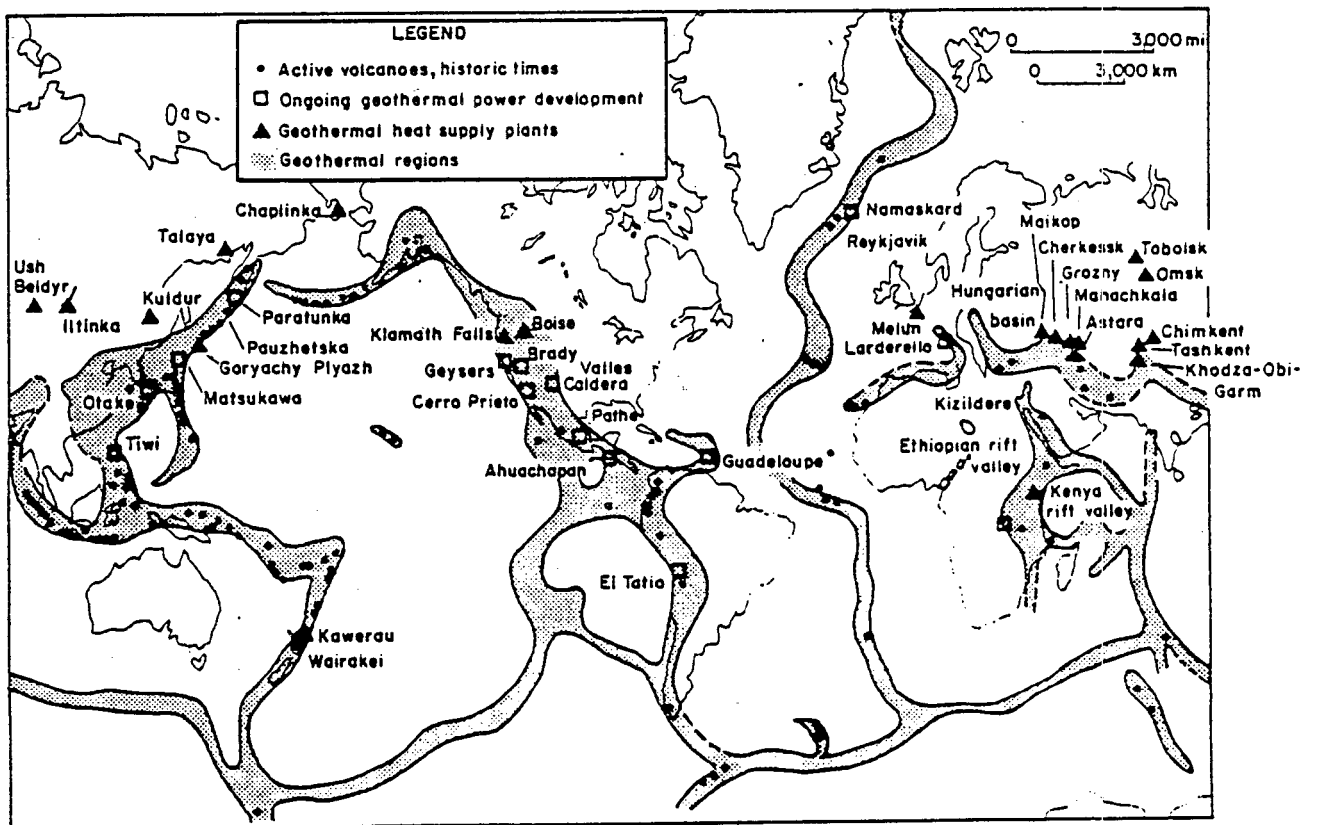 LEGEND
Active volcanoes, historic times
Ongoing geothermal power development
Geothermal heat supply plants
Geothermal regions
0 3,000 mi
0 3,000 km
Chaplinka
Talaya
Ush
Beldyr
Iltinka
Kuldur
Paratunka
Pauzhetska
Goryachy Plyazh
Matsukawa
Otake
Tiwi
Klamath Falls
Boise
Geysers
Brady
Valles
Caldera
Cerro Prieto
Pathe
Ahuachapan
Guadeloupe
El Tatio
Kawerau
Wairakei
Namaskard
Reykjavik
Maikop
Cherkessk
Tobolsk
Grozny
Omsk
Mahachkala
Hungarian
basin
Astara
Chimkent
Tashkent
Khodza-Obi-
Garm
Melun
Larderello
Kizildere
Ethiopian rift
valley
Kenya
rift valley